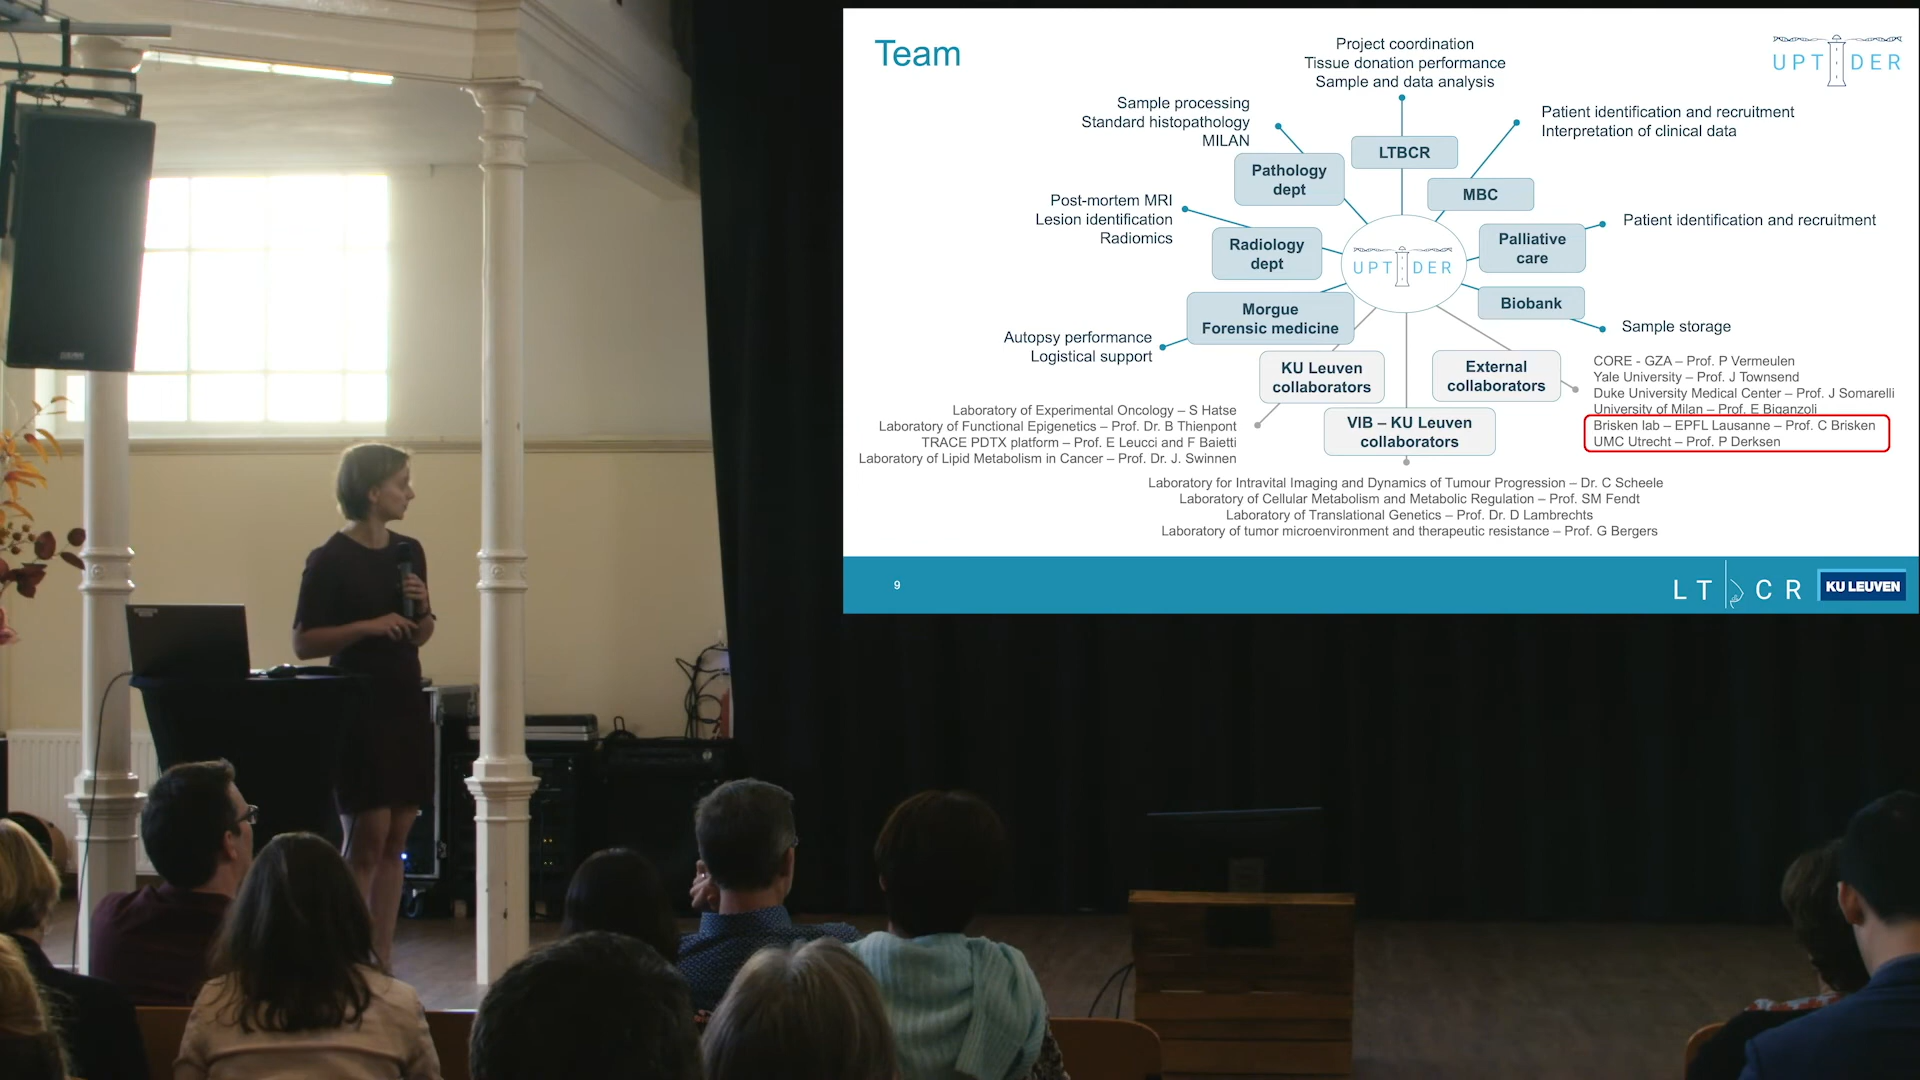 Team
UPTIDER
Project coordination
Tissue donation performance
Sample and data analysis
Sample processing
Standard histopathology
MILAN
Patient identification and recruitment
Interpretation of clinical data
LTBCR
Pathology
dept
MBC
Post-mortem MRI
Lesion identification
Radiomics
Patient identification and recruitment
Radiology
dept
Palliative
care
UPTIDER
Morgue
Forensic medicine
Biobank
Sample storage
Autopsy performance
Logistical support
KU Leuven
collaborators
External
collaborators
CORE - GZA – Prof. P Vermeulen
Yale University – Prof. J Townsend
Duke University Medical Center – Prof. J Somarelli
University of Milan – Prof. E Biganzoli
Brisken lab – EPFL Lausanne – Prof. C Brisken
UMC Utrecht – Prof. P Derksen
Laboratory of Experimental Oncology – S Hatse
Laboratory of Functional Epigenetics – Prof. Dr. B Thienpont
TRACE PDTX platform – Prof. E Leucci and F Baietti
Laboratory of Lipid Metabolism in Cancer – Prof. Dr. J. Swinnen
VIB – KU Leuven
collaborators
Laboratory for Intravital Imaging and Dynamics of Tumour Progression – Dr. C Scheele
Laboratory of Cellular Metabolism and Metabolic Regulation – Prof. SM Fendt
Laboratory of Translational Genetics – Prof. Dr. D Lambrechts
Laboratory of tumor microenvironment and therapeutic resistance – Prof. G Bergers
9
LT CR
KU LEUVEN